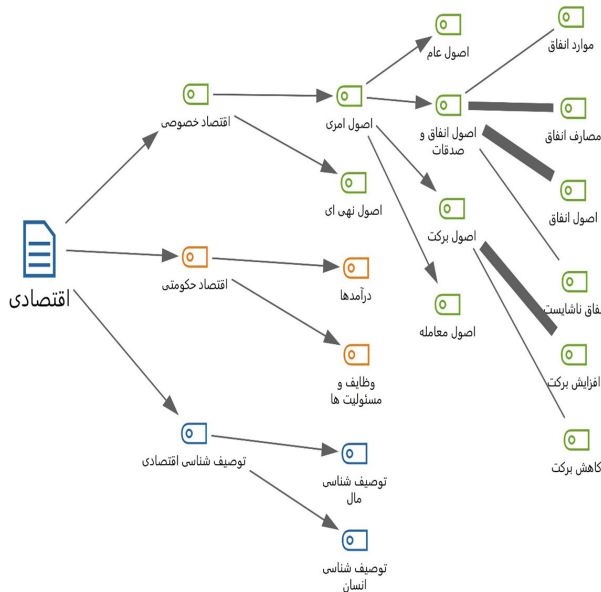 موارد انفاق
اصول عام
مصارف انفاق
اقتصاد خصوصی
اصول امری
اصول انفاق و
صدقات
اصول انفاق
اصول نهی ای
اصول برکت
اقتصادی
اقتصاد حکومتی
درآمدها
اصول معامله
فاق ناشایست
افزایش برکت
وظایف و
مسئولیت ها
توصیف شناسی اقتصادی
کاهش برکت
توصیف شناسی
مال
توصیف شناسی
انسان